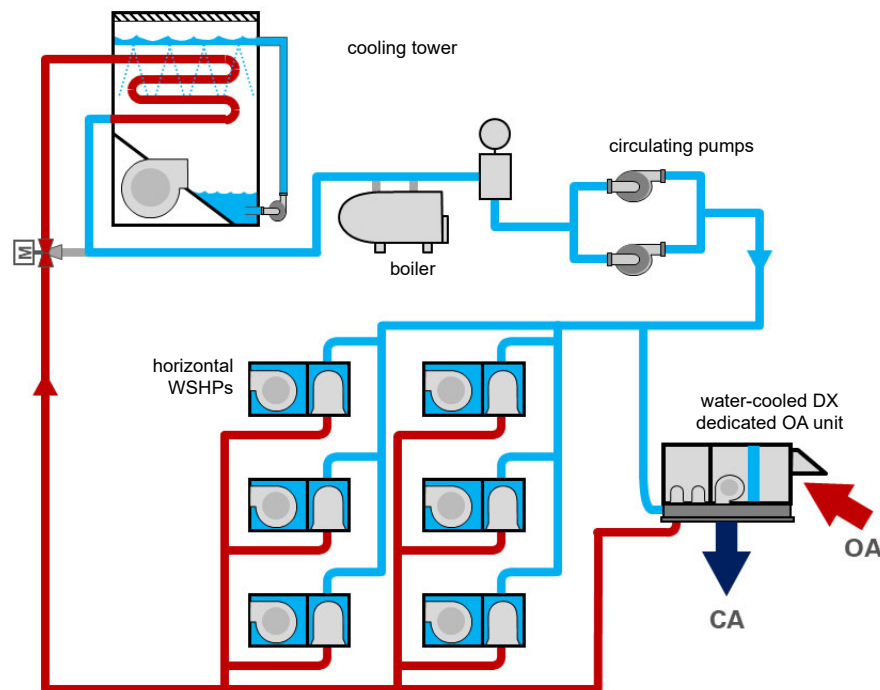 cooling tower
circulating pumps
boiler
M
horizontal
WSHPs
water-cooled DX
dedicated OA unit
OA
CA